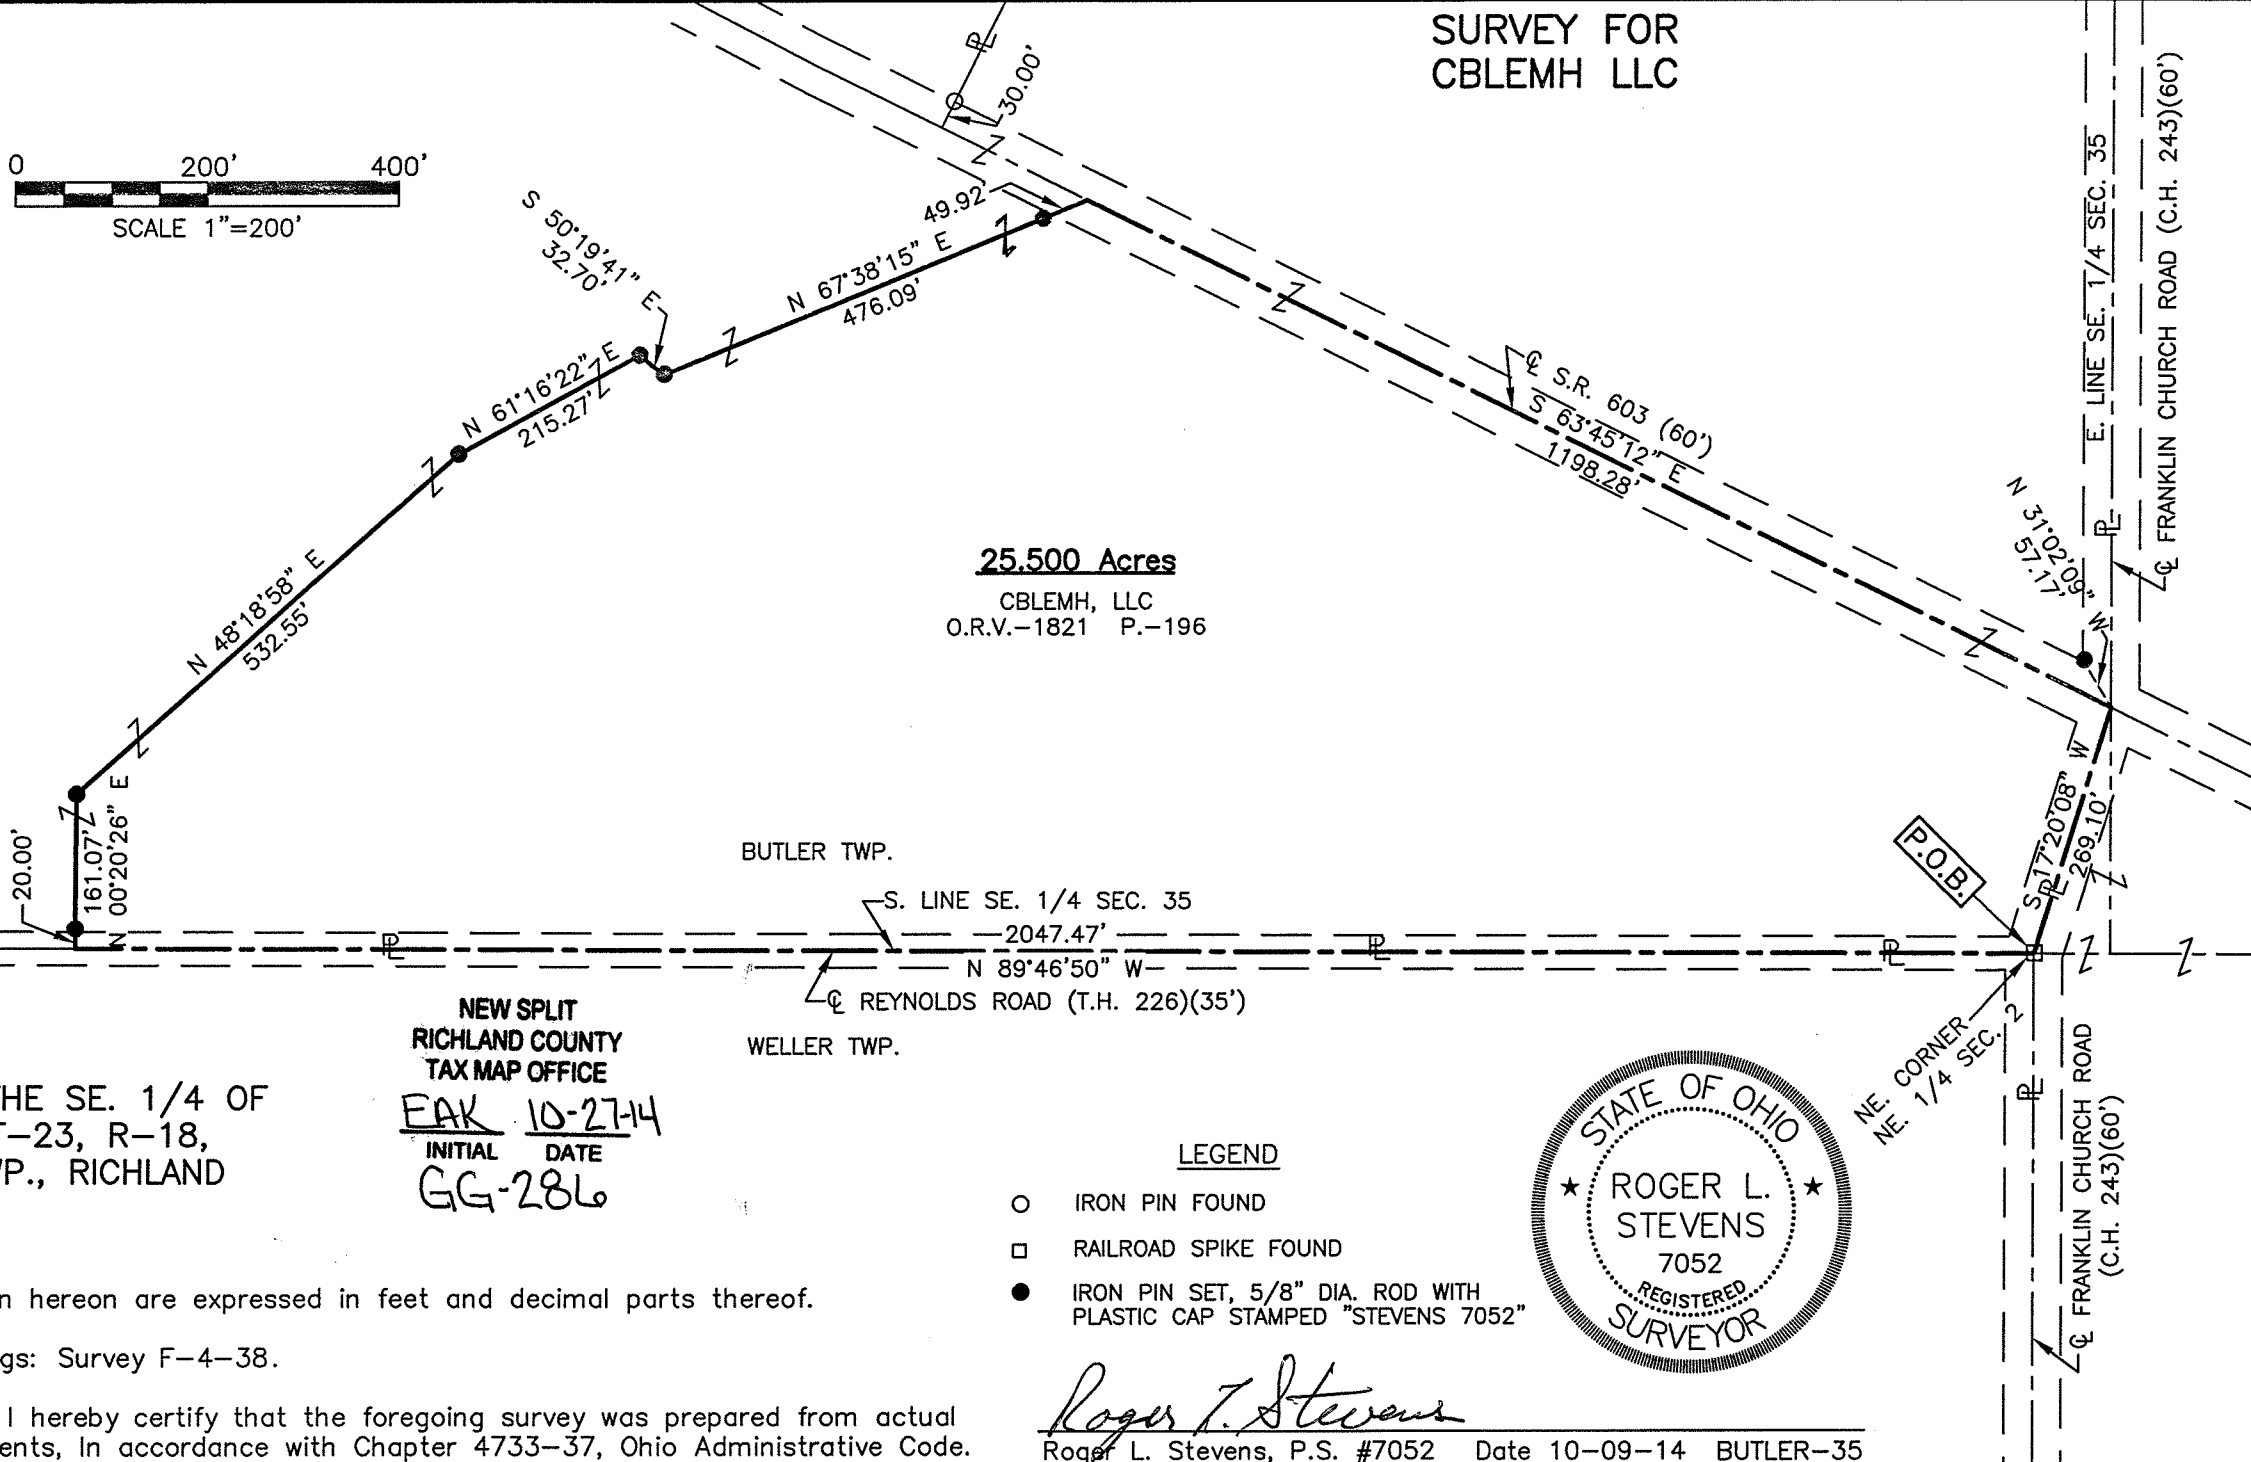 SURVEY FOR
CBLEMH LLC
0 200' 400'
SCALE 1"=200'
℄
30.00'
S 50°19'41" E
32.70'
49.92'
N 67°38'15" E
476.09'
N 61°16'22" E
215.27'
N 48°18'58" E
532.55'
℄ S.R. 603 (60')
S 63°45'12" E
1198.28'
E. LINE SE. 1/4 SEC. 35
℄ FRANKLIN CHURCH ROAD (C.H. 243)(60')
N 31°02'09" W
57.17'
25.500 Acres
CBLEMH, LLC
O.R.V.-1821 P.-196
20.00'
161.07'
N 00°20'26" E
BUTLER TWP.
S. LINE SE. 1/4 SEC. 35
2047.47'
N 89°46'50" W
℄ REYNOLDS ROAD (T.H. 226)(35')
WELLER TWP.
P.O.B.
S 17°20'08" W
269.10'
NE. CORNER
NE. 1/4 SEC. 2
℄ FRANKLIN CHURCH ROAD
(C.H. 243)(60')
NEW SPLIT
RICHLAND COUNTY
TAX MAP OFFICE
EAK 10-27-14
INITIAL DATE
GG-286
THE SE. 1/4 OF
T-23, R-18,
P., RICHLAND
LEGEND
IRON PIN FOUND
RAILROAD SPIKE FOUND
IRON PIN SET, 5/8" DIA. ROD WITH
PLASTIC CAP STAMPED "STEVENS 7052"
STATE OF OHIO
ROGER L.
STEVENS
7052
REGISTERED
SURVEYOR
n hereon are expressed in feet and decimal parts thereof.
gs: Survey F-4-38.
I hereby certify that the foregoing survey was prepared from actual
ents, In accordance with Chapter 4733-37, Ohio Administrative Code.
Roger L. Stevens
Roger L. Stevens, P.S. #7052 Date 10-09-14 BUTLER-35